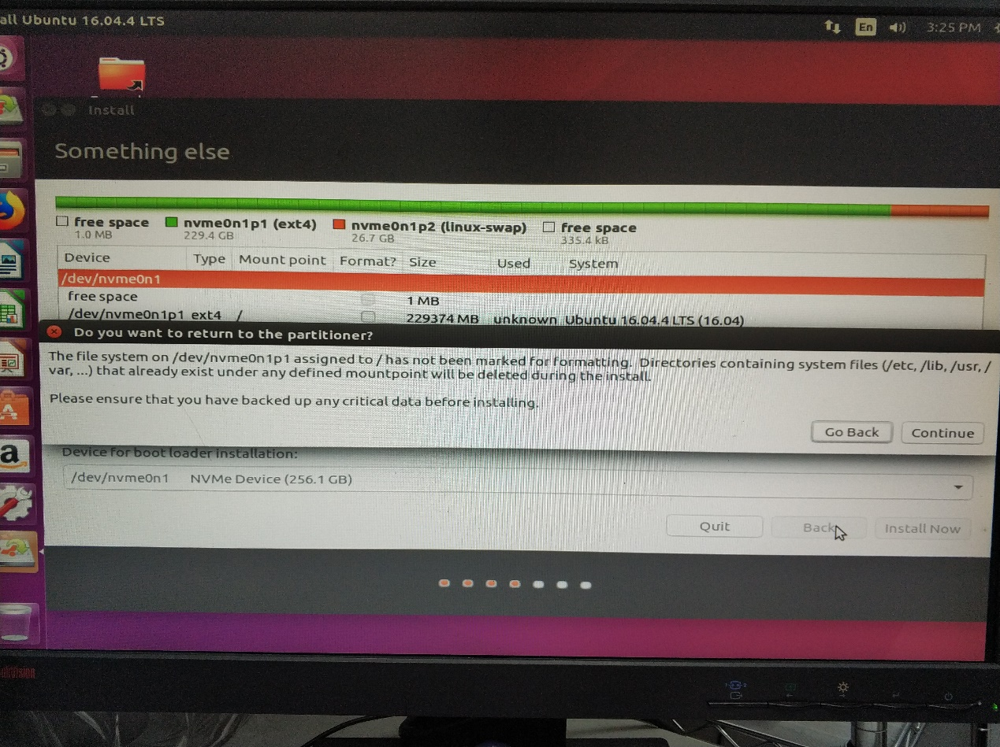 all Ubuntu 16.04.4 LTS
En
3:25 PM
Install
Something else
free space
nvme0n1p1 (ext4)
nvme0n1p2 (linux-swap)
free space
1.0 MB
229.4 GB
26.7 GB
335.4 kB
Device Type Mount point Format? Size Used System
/dev/nvme0n1
free space 1 MB
/dev/nvme0n1p1 ext4 / 229374 MB unknown Ubuntu 16.04.4 LTS (16.04)
Do you want to return to the partitioner?
The file system on /dev/nvme0n1p1 assigned to / has not been marked for formatting. Directories containing system files (/etc, /lib, /usr, /
var, ...) that already exist under any defined mountpoint will be deleted during the install.
Please ensure that you have backed up any critical data before installing.
Go Back
Continue
Device for boot loader installation:
/dev/nvme0n1 NVMe Device (256.1 GB)
Quit
Back
Install Now